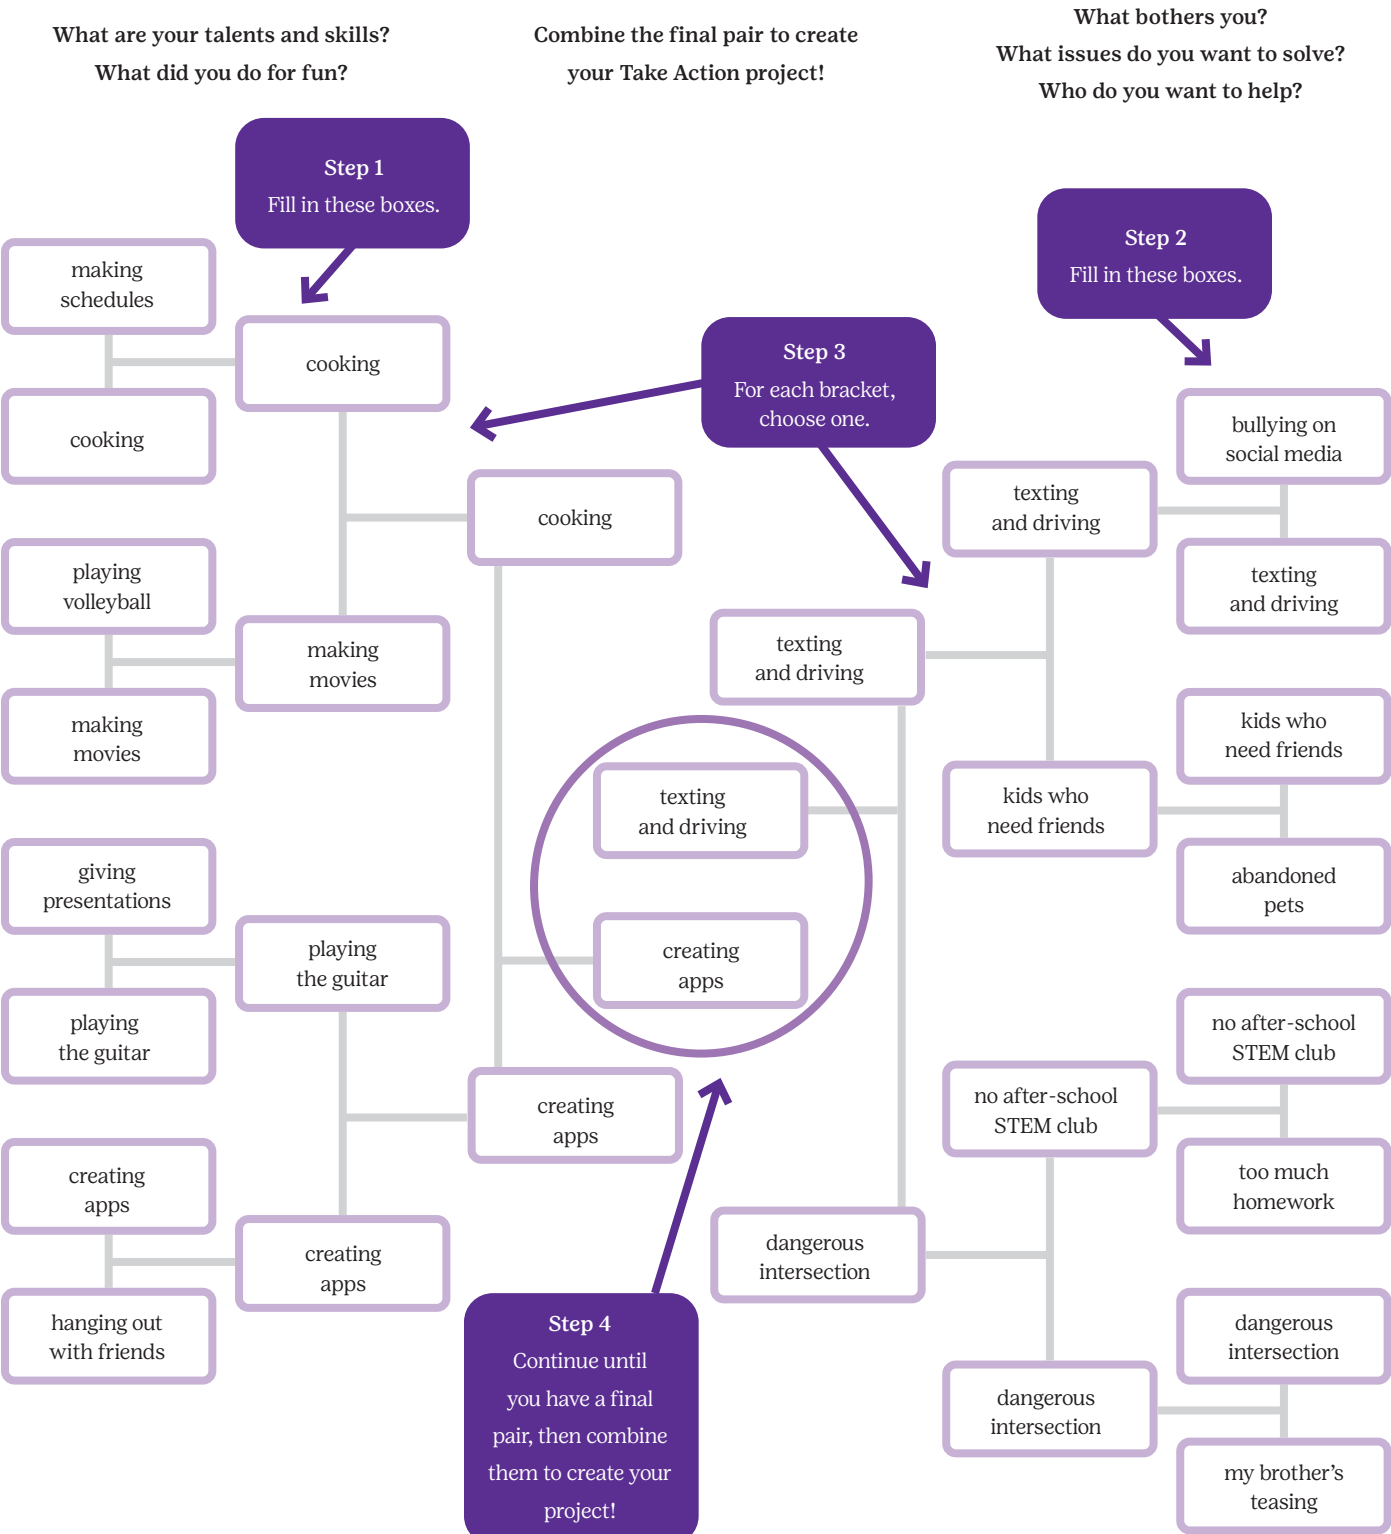 What are your talents and skills?
What did you do for fun?
Combine the final pair to create
your Take Action project!
What bothers you?
What issues do you want to solve?
Who do you want to help?
Step 1
Fill in these boxes.
Step 2
Fill in these boxes.
Step 3
For each bracket,
choose one.
making
schedules
cooking
playing
volleyball
making
movies
giving
presentations
playing
the guitar
creating
apps
hanging out
with friends
cooking
making
movies
playing
the guitar
creating
apps
cooking
creating
apps
texting
and driving
creating
apps
texting
and driving
dangerous
intersection
texting
and driving
kids who
need friends
no after-school
STEM club
dangerous
intersection
bullying on
social media
texting
and driving
kids who
need friends
abandoned
pets
no after-school
STEM club
too much
homework
dangerous
intersection
my brother’s
teasing
Step 4
Continue until
you have a final
pair, then combine
them to create your
project!